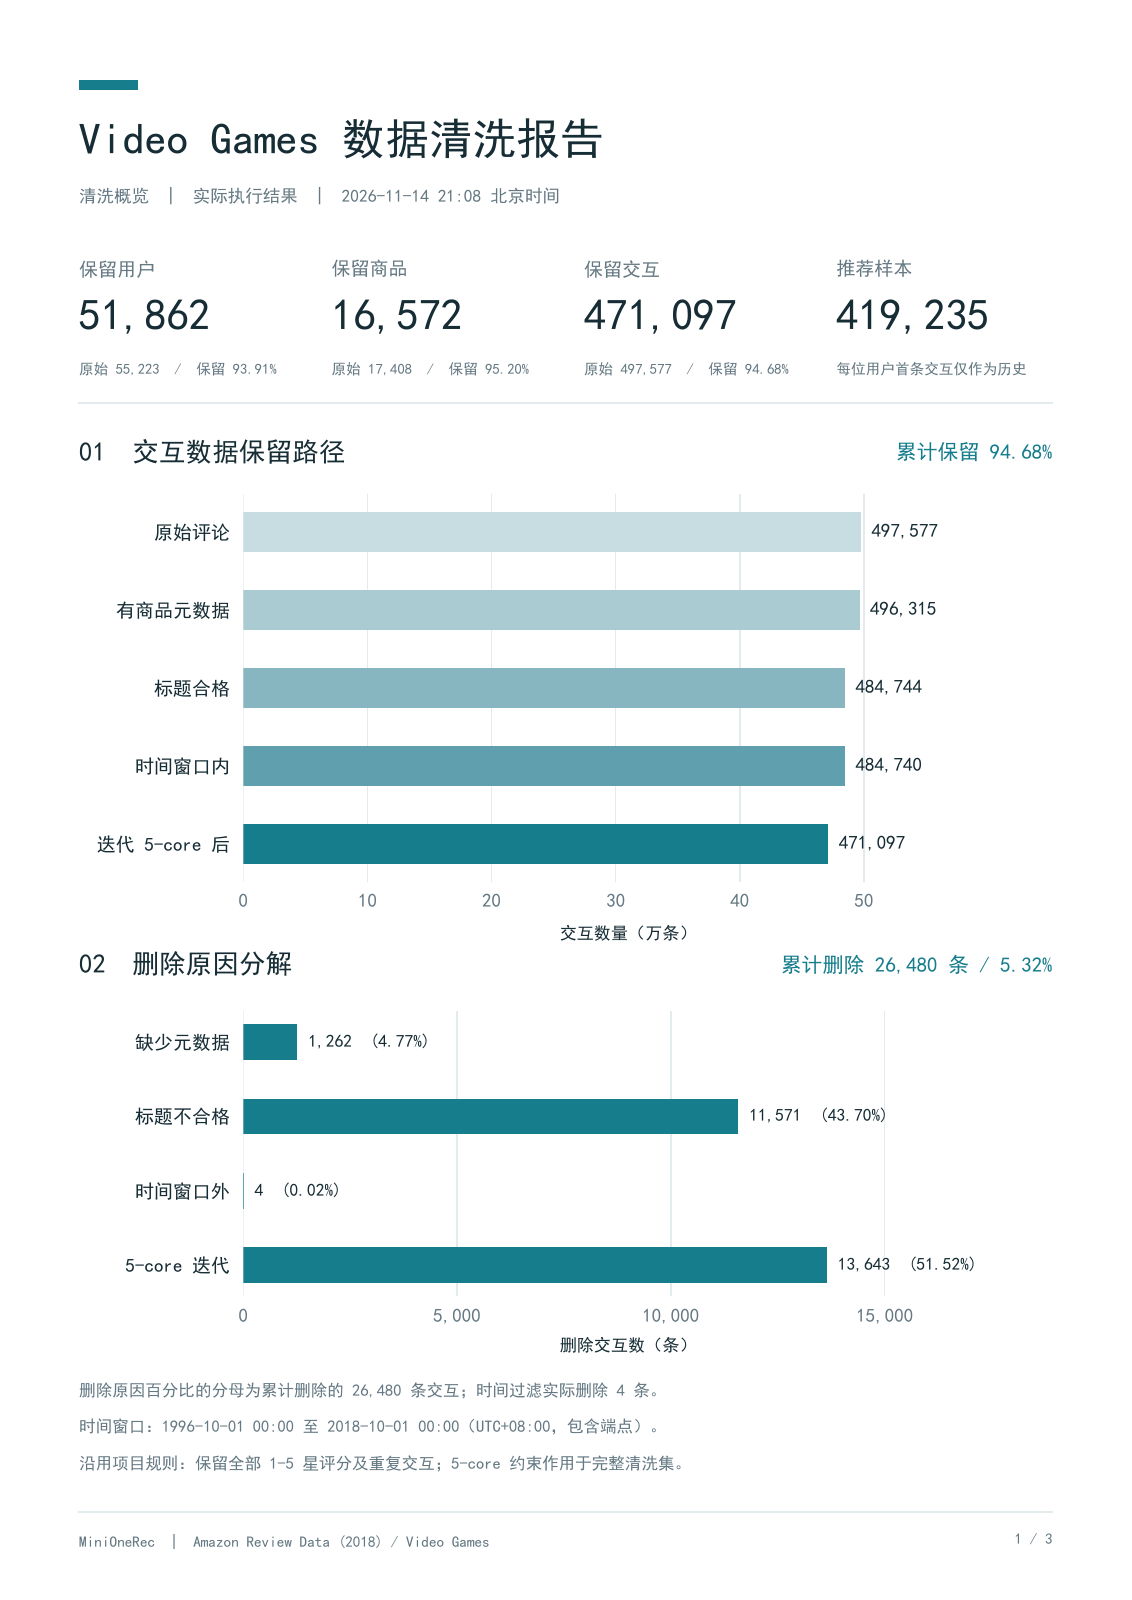 Video Games 数据清洗报告
清洗概览 | 实际执行结果 | 2026-11-14 21:08 北京时间
保留用户 保留商品 保留交互 推荐样本
51,862 16,572 471,097 419,235
原始 55,223 / 保留 93.91% 原始 17,408 / 保留 95.20% 原始 497,577 / 保留 94.68% 每位用户首条交互仅作为历史
01 交互数据保留路径 累计保留 94.68%
原始评论 497,577
有商品元数据 496,315
标题合格 484,744
时间窗口内 484,740
迭代 5-core 后 471,097
0 10 20 30 40 50
交互数量（万条）
02 删除原因分解 累计删除 26,480 条 / 5.32%
缺少元数据 1,262 (4.77%)
标题不合格 11,571 (43.70%)
时间窗口外 4 (0.02%)
5-core 迭代 13,643 (51.52%)
0 5,000 10,000 15,000
删除交互数（条）
删除原因百分比的分母为累计删除的 26,480 条交互；时间过滤实际删除 4 条。
时间窗口：1996-10-01 00:00 至 2018-10-01 00:00（UTC+08:00，包含端点）。
沿用项目规则：保留全部 1-5 星评分及重复交互；5-core 约束作用于完整清洗集。
MiniOneRec | Amazon Review Data (2018) / Video Games 1 / 3